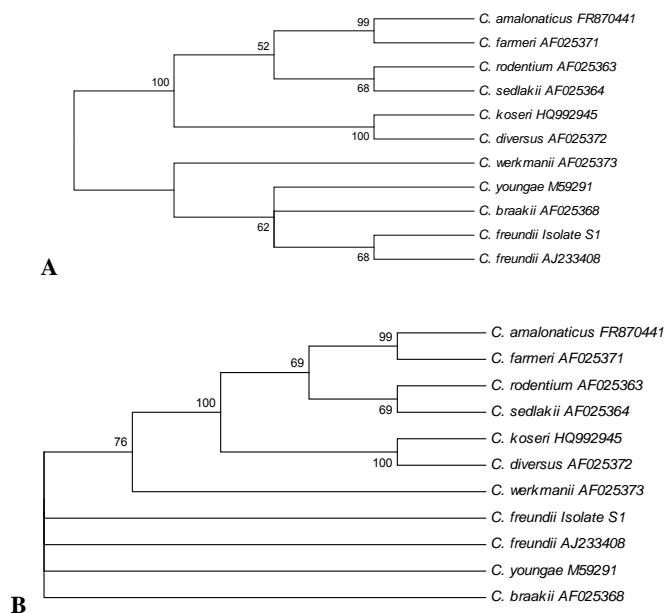 99
C. amalonaticus FR870441
C. farmeri AF025371
52
C. rodentium AF025363
68
C. sedlakii AF025364
100
C. koseri HQ992945
100
C. diversus AF025372
C. werkmanii AF025373
C. youngae M59291
C. braakii AF025368
62
C. freundii Isolate S1
68
C. freundii AJ233408
A
99
C. amalonaticus FR870441
C. farmeri AF025371
69
C. rodentium AF025363
69
C. sedlakii AF025364
100
C. koseri HQ992945
100
C. diversus AF025372
76
C. werkmanii AF025373
C. freundii Isolate S1
C. freundii AJ233408
C. youngae M59291
C. braakii AF025368
B